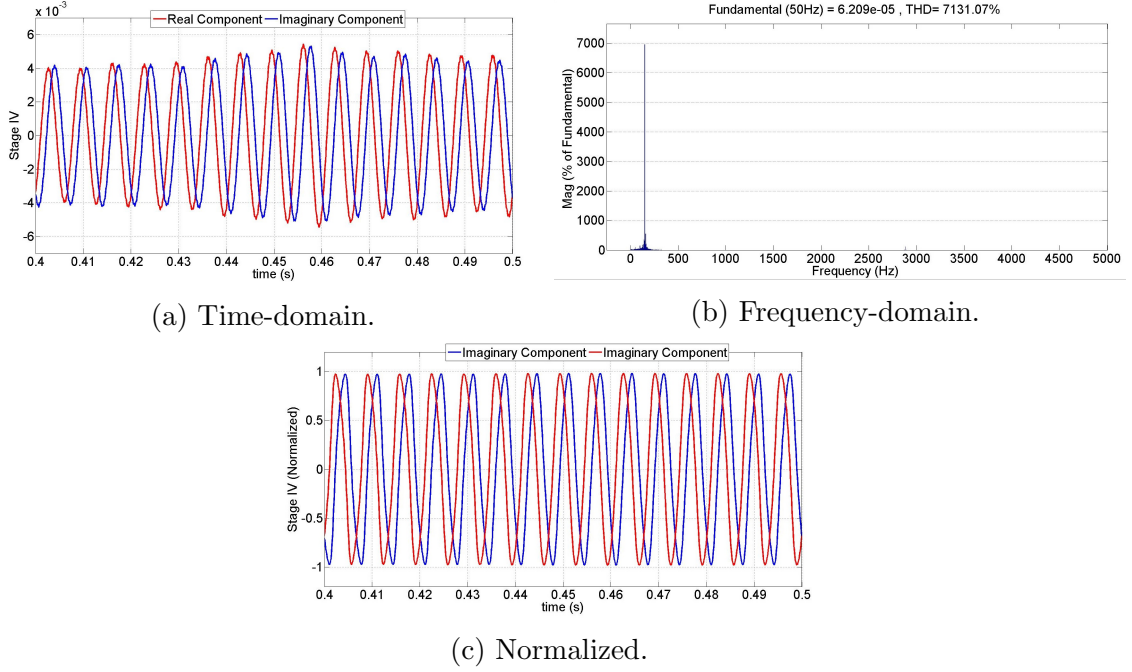 x 10⁻³
Real Component Imaginary Component
6
4
2
0
-2
-4
-6
Stage IV
0.4 0.41 0.42 0.43 0.44 0.45 0.46 0.47 0.48 0.49 0.5
time (s)
(a) Time-domain.
Fundamental (50Hz) = 6.209e-05 , THD= 7131.07%
7000
6000
5000
4000
3000
2000
1000
0
Mag (% of Fundamental)
0 500 1000 1500 2000 2500 3000 3500 4000 4500 5000
Frequency (Hz)
(b) Frequency-domain.
Imaginary Component Imaginary Component
1
0.5
0
-0.5
-1
Stage IV (Normalized)
0.4 0.41 0.42 0.43 0.44 0.45 0.46 0.47 0.48 0.49 0.5
time (s)
(c) Normalized.